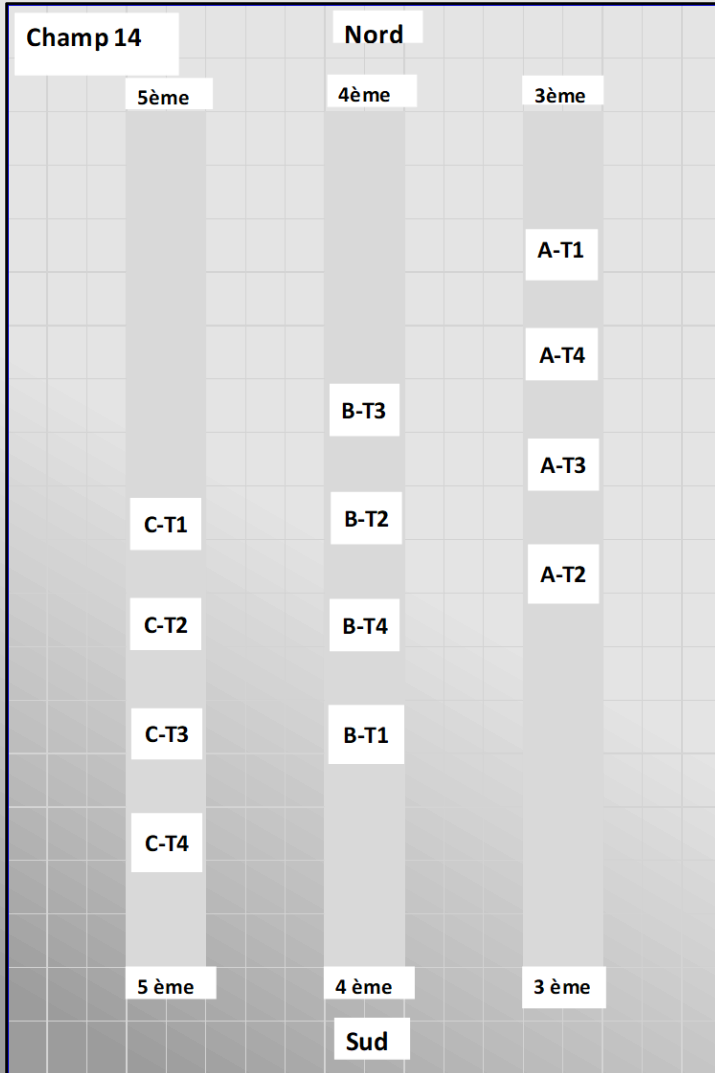 Champ 14
Nord
5ème
4ème
3ème
A-T1
A-T4
B-T3
A-T3
C-T1
B-T2
A-T2
C-T2
B-T4
C-T3
B-T1
C-T4
5 ème
4 ème
3 ème
Sud